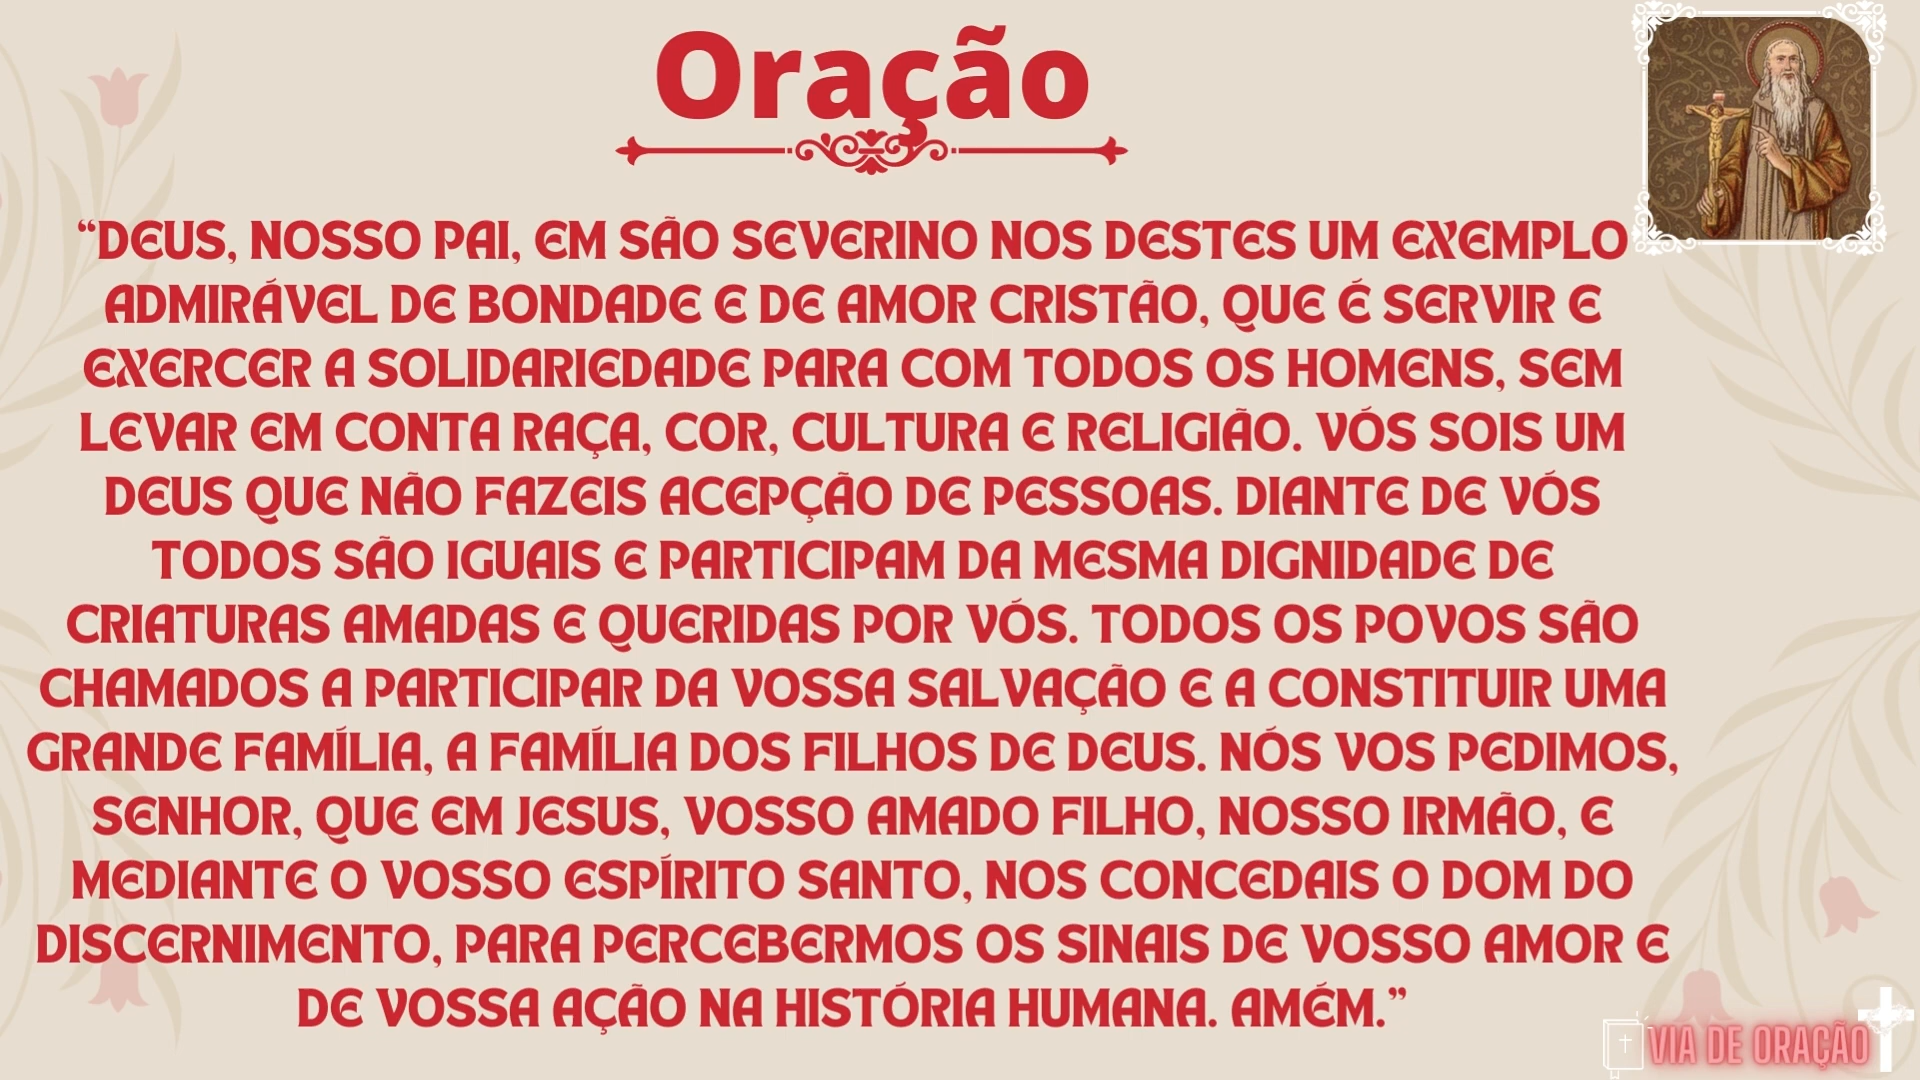 Oração
“DEUS, NOSSO PAI, EM SÃO SEVERINO NOS DESTES UM EXEMPLO
ADMIRÁVEL DE BONDADE E DE AMOR CRISTÃO, QUE É SERVIR E
EXERCER A SOLIDARIEDADE PARA COM TODOS OS HOMENS, SEM
LEVAR EM CONTA RAÇA, COR, CULTURA E RELIGIÃO. VÓS SOIS UM
DEUS QUE NÃO FAZEIS ACEPÇÃO DE PESSOAS. DIANTE DE VÓS
TODOS SÃO IGUAIS E PARTICIPAM DA MESMA DIGNIDADE DE
CRIATURAS AMADAS E QUERIDAS POR VÓS. TODOS OS POVOS SÃO
CHAMADOS A PARTICIPAR DA VOSSA SALVAÇÃO E A CONSTITUIR UMA
GRANDE FAMÍLIA, A FAMÍLIA DOS FILHOS DE DEUS. NÓS VOS PEDIMOS,
SENHOR, QUE EM JESUS, VOSSO AMADO FILHO, NOSSO IRMÃO, E
MEDIANTE O VOSSO ESPÍRITO SANTO, NOS CONCEDAIS O DOM DO
DISCERNIMENTO, PARA PERCEBERMOS OS SINAIS DE VOSSO AMOR E
DE VOSSA AÇÃO NA HISTÓRIA HUMANA. AMÉM.”
VIA DE ORAÇÃO